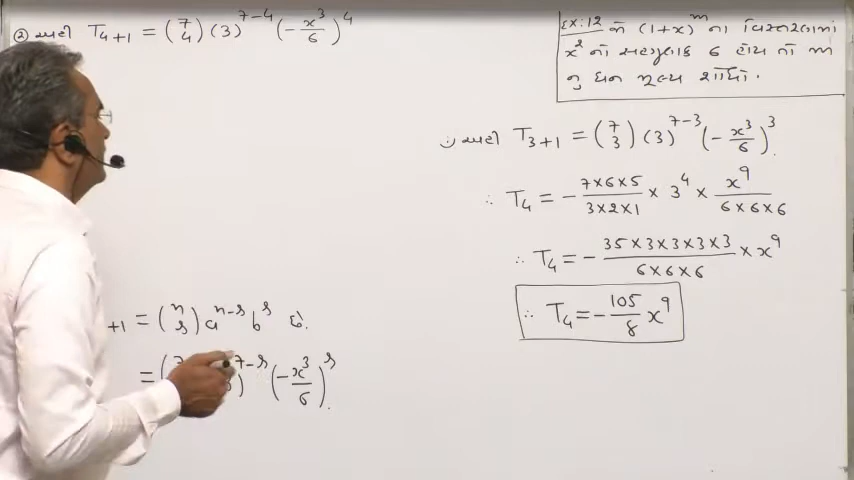 ② અહીં T₄₊₁ = (7 4) (3)^{7-4} (-x³/6)^4
+1 = (n r) a^{n-r} b^r છે.
= (7 )^{7-r} (-x³/6)^r.
Ex:12 જો (1+x)^m ના વિસ્તરણમાં
x² નો સહગુણક 6 હોય તો m
નું ધન મૂલ્ય શોધો.
: અહીં T₃₊₁ = (7 3) (3)^{7-3} (-x³/6)^3.
∴ T₄ = - 7×6×5/3×2×1 × 3⁴ × x⁹/6×6×6
∴ T₄ = - 35×3×3×3×3/6×6×6 × x⁹
∴ T₄ = - 105/8 x⁹